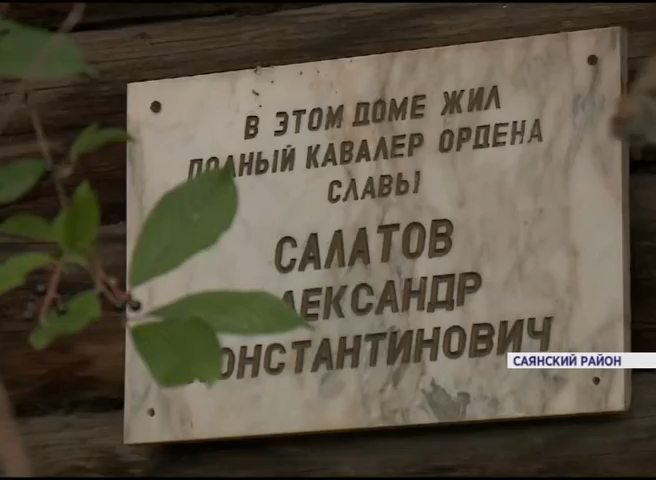 В ЭТОМ ДОМЕ ЖИЛ
ПОЛНЫЙ КАВАЛЕР ОРДЕНА
СЛАВЫ
САЛАТОВ
АЛЕКСАНДР
КОНСТАНТИНОВИЧ
САЯНСКИЙ РАЙОН